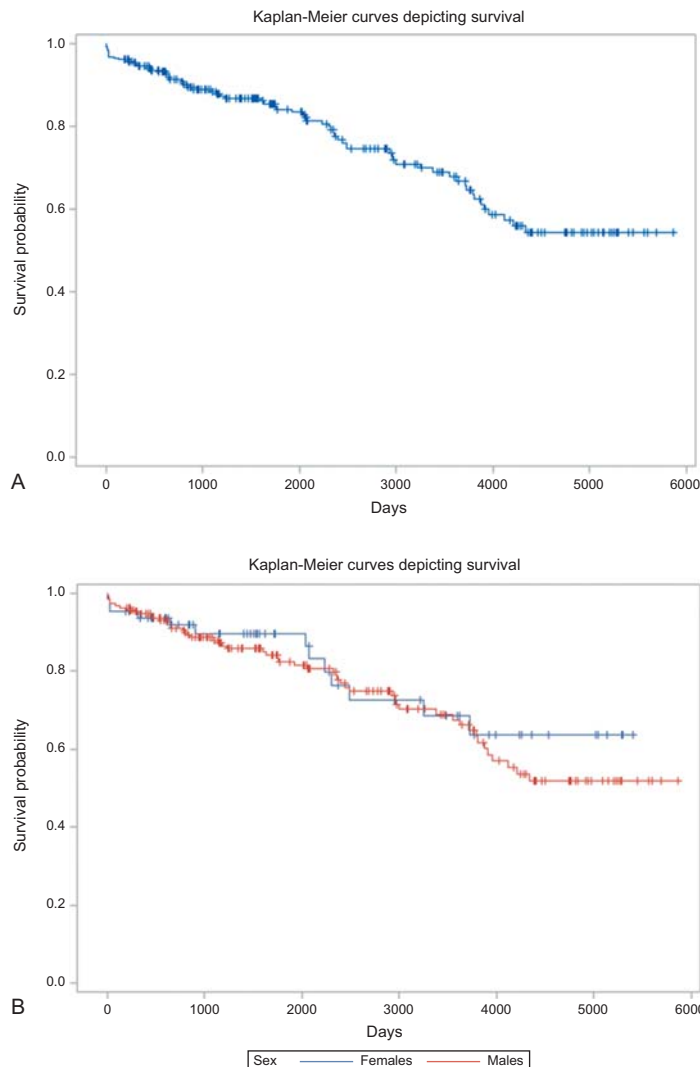 Kaplan-Meier curves depicting survival
1.0
0.8
0.6
0.4
0.2
0.0
Survival probability
0 1000 2000 3000 4000 5000 6000
Days
A
Kaplan-Meier curves depicting survival
1.0
0.8
0.6
0.4
0.2
0.0
Survival probability
0 1000 2000 3000 4000 5000 6000
Days
B
Sex Females Males